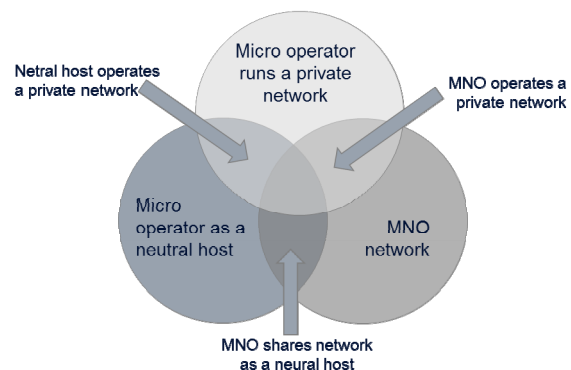 Micro operator
runs a private
network
Netral host operates
a private network
MNO operates a
private network
Micro
operator as a
neutral host
MNO
network
MNO shares network
as a neural host